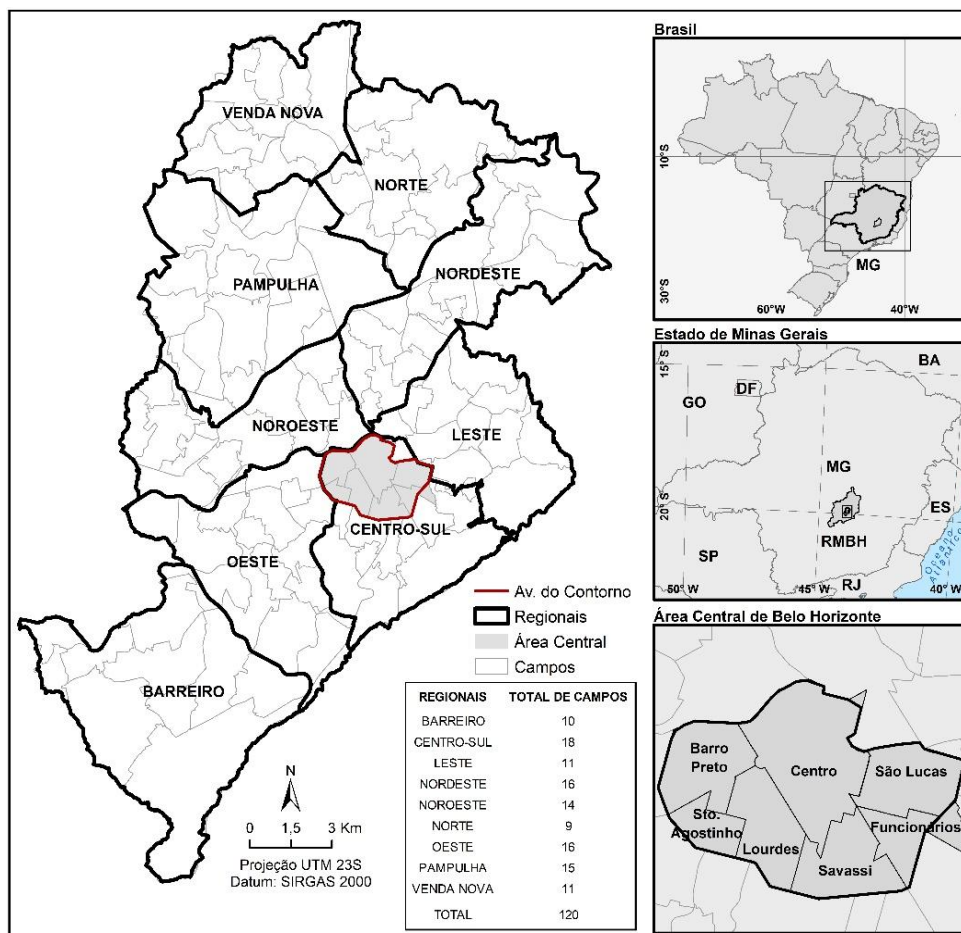 VENDA NOVA
NORTE
NORDESTE
PAMPULHA
NOROESTE
LESTE
CENTRO-SUL
OESTE
BARREIRO
Av. do Contorno
Regionais
Área Central
Campos
REGIONAIS TOTAL DE CAMPOS
BARREIRO 10
CENTRO-SUL 18
LESTE 11
NORDESTE 16
NOROESTE 14
NORTE 9
OESTE 16
PAMPULHA 15
VENDA NOVA 11
TOTAL 120
N
0 1,5 3 Km
Projeção UTM 23S
Datum: SIRGAS 2000
Brasil
10°S
MG
30°S
60°W 40°W
Estado de Minas Gerais
15°S
BA
DF
GO
MG
20°S
ES
RMBH
SP
Oceano
Atlântico
RJ
50° W 45° W 40° W
Área Central de Belo Horizonte
Barro
Preto
Centro
São Lucas
Sto.
Agostinho
Funcionários
Lourdes
Savassi